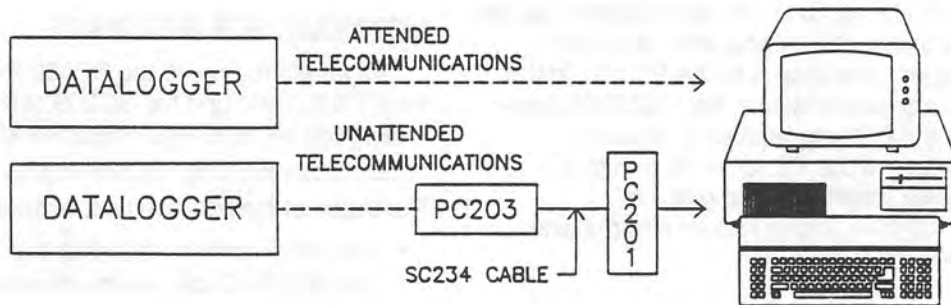 ATTENDED
TELECOMMUNICATIONS
DATALOGGER
UNATTENDED
TELECOMMUNICATIONS
DATALOGGER
PC203
PC201
SC234 CABLE